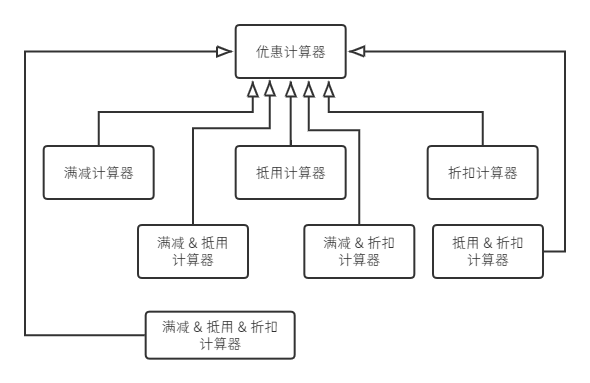 优惠计算器
满减计算器
抵用计算器
折扣计算器
满减 & 抵用
计算器
满减 & 折扣
计算器
抵用 & 折扣
计算器
满减 & 抵用 & 折扣
计算器